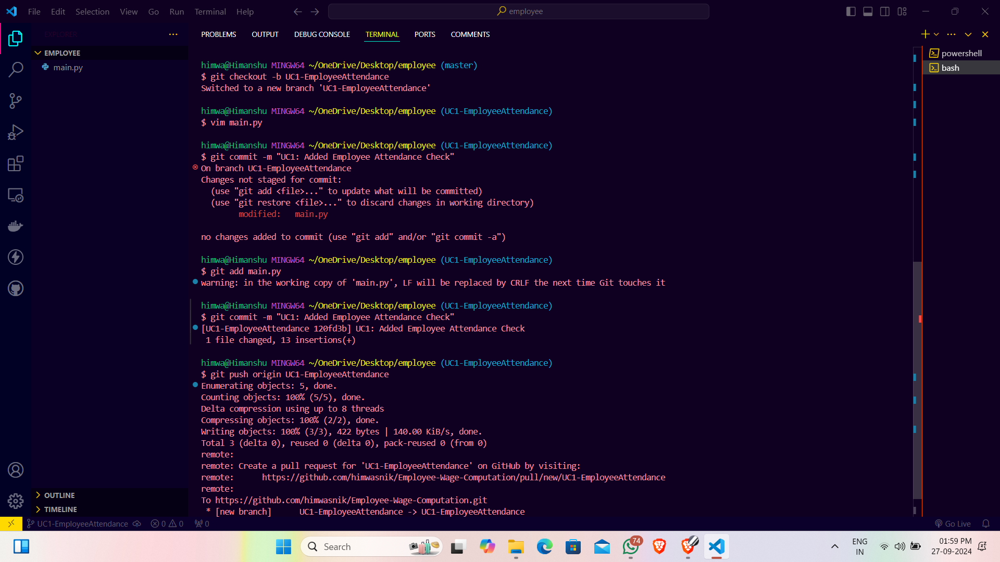 File Edit Selection View Go Run Terminal Help
employee
EXPLORER
PROBLEMS OUTPUT DEBUG CONSOLE TERMINAL PORTS COMMENTS
EMPLOYEE
main.py
powershell
bash
himwa@Himanshu MINGW64 ~/OneDrive/Desktop/employee (master)
$ git checkout -b UC1-EmployeeAttendance
Switched to a new branch 'UC1-EmployeeAttendance'
himwa@Himanshu MINGW64 ~/OneDrive/Desktop/employee (UC1-EmployeeAttendance)
$ vim main.py
himwa@Himanshu MINGW64 ~/OneDrive/Desktop/employee (UC1-EmployeeAttendance)
$ git commit -m "UC1: Added Employee Attendance Check"
On branch UC1-EmployeeAttendance
Changes not staged for commit:
(use "git add <file>..." to update what will be committed)
(use "git restore <file>..." to discard changes in working directory)
modified:   main.py
no changes added to commit (use "git add" and/or "git commit -a")
himwa@Himanshu MINGW64 ~/OneDrive/Desktop/employee (UC1-EmployeeAttendance)
$ git add main.py
warning: in the working copy of 'main.py', LF will be replaced by CRLF the next time Git touches it
himwa@Himanshu MINGW64 ~/OneDrive/Desktop/employee (UC1-EmployeeAttendance)
$ git commit -m "UC1: Added Employee Attendance Check"
[UC1-EmployeeAttendance 120fd3b] UC1: Added Employee Attendance Check
1 file changed, 13 insertions(+)
himwa@Himanshu MINGW64 ~/OneDrive/Desktop/employee (UC1-EmployeeAttendance)
$ git push origin UC1-EmployeeAttendance
Enumerating objects: 5, done.
Counting objects: 100% (5/5), done.
Delta compression using up to 8 threads
Compressing objects: 100% (2/2), done.
Writing objects: 100% (3/3), 422 bytes | 140.00 KiB/s, done.
Total 3 (delta 0), reused 0 (delta 0), pack-reused 0 (from 0)
remote:
remote: Create a pull request for 'UC1-EmployeeAttendance' on GitHub by visiting:
remote:      https://github.com/himwasnik/Employee-Wage-Computation/pull/new/UC1-EmployeeAttendance
remote:
To https://github.com/himwasnik/Employee-Wage-Computation.git
* [new branch]      UC1-EmployeeAttendance -> UC1-EmployeeAttendance
OUTLINE
TIMELINE
UC1-EmployeeAttendance 0 0 0 Go Live
Search
74
ENG
IN
01:59 PM
27-09-2024